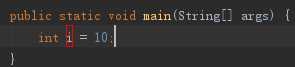 public static void main(String[] args) {
int i = 10;
}